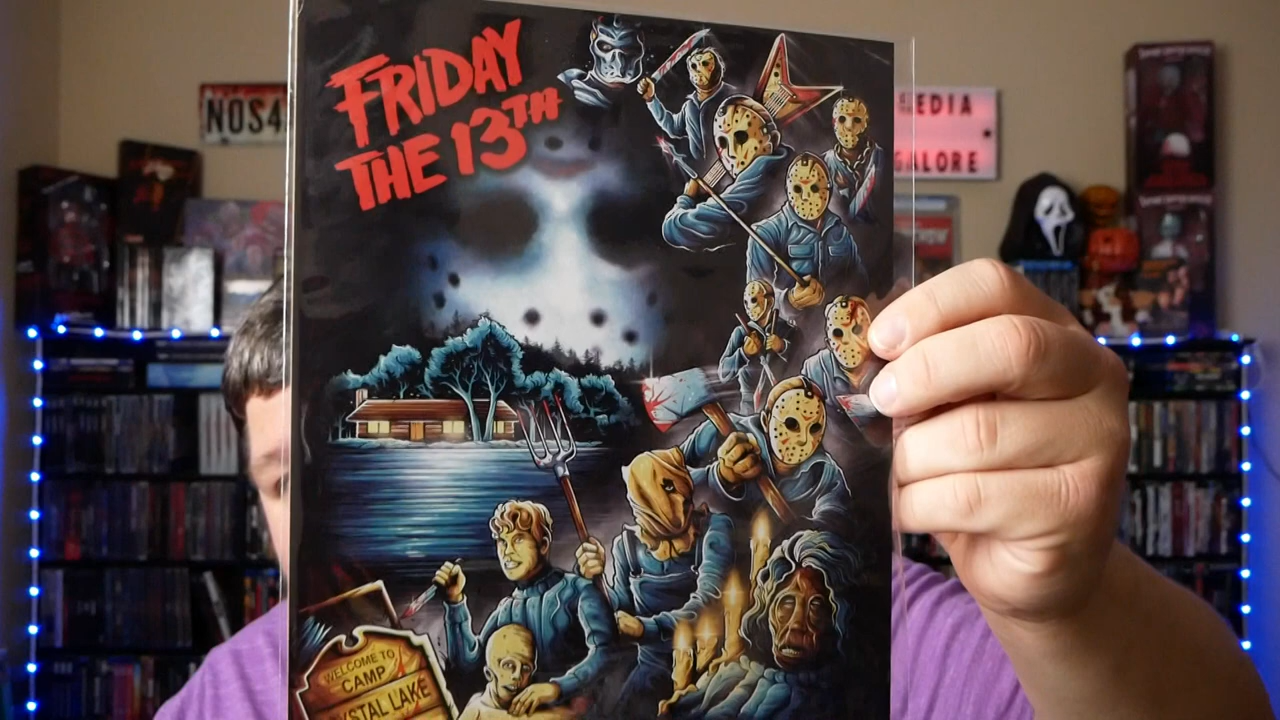 FRIDAY
THE 13TH
NOS4
EDIA
GALORE
WELCOME TO
CAMP
YSTAL LAKE